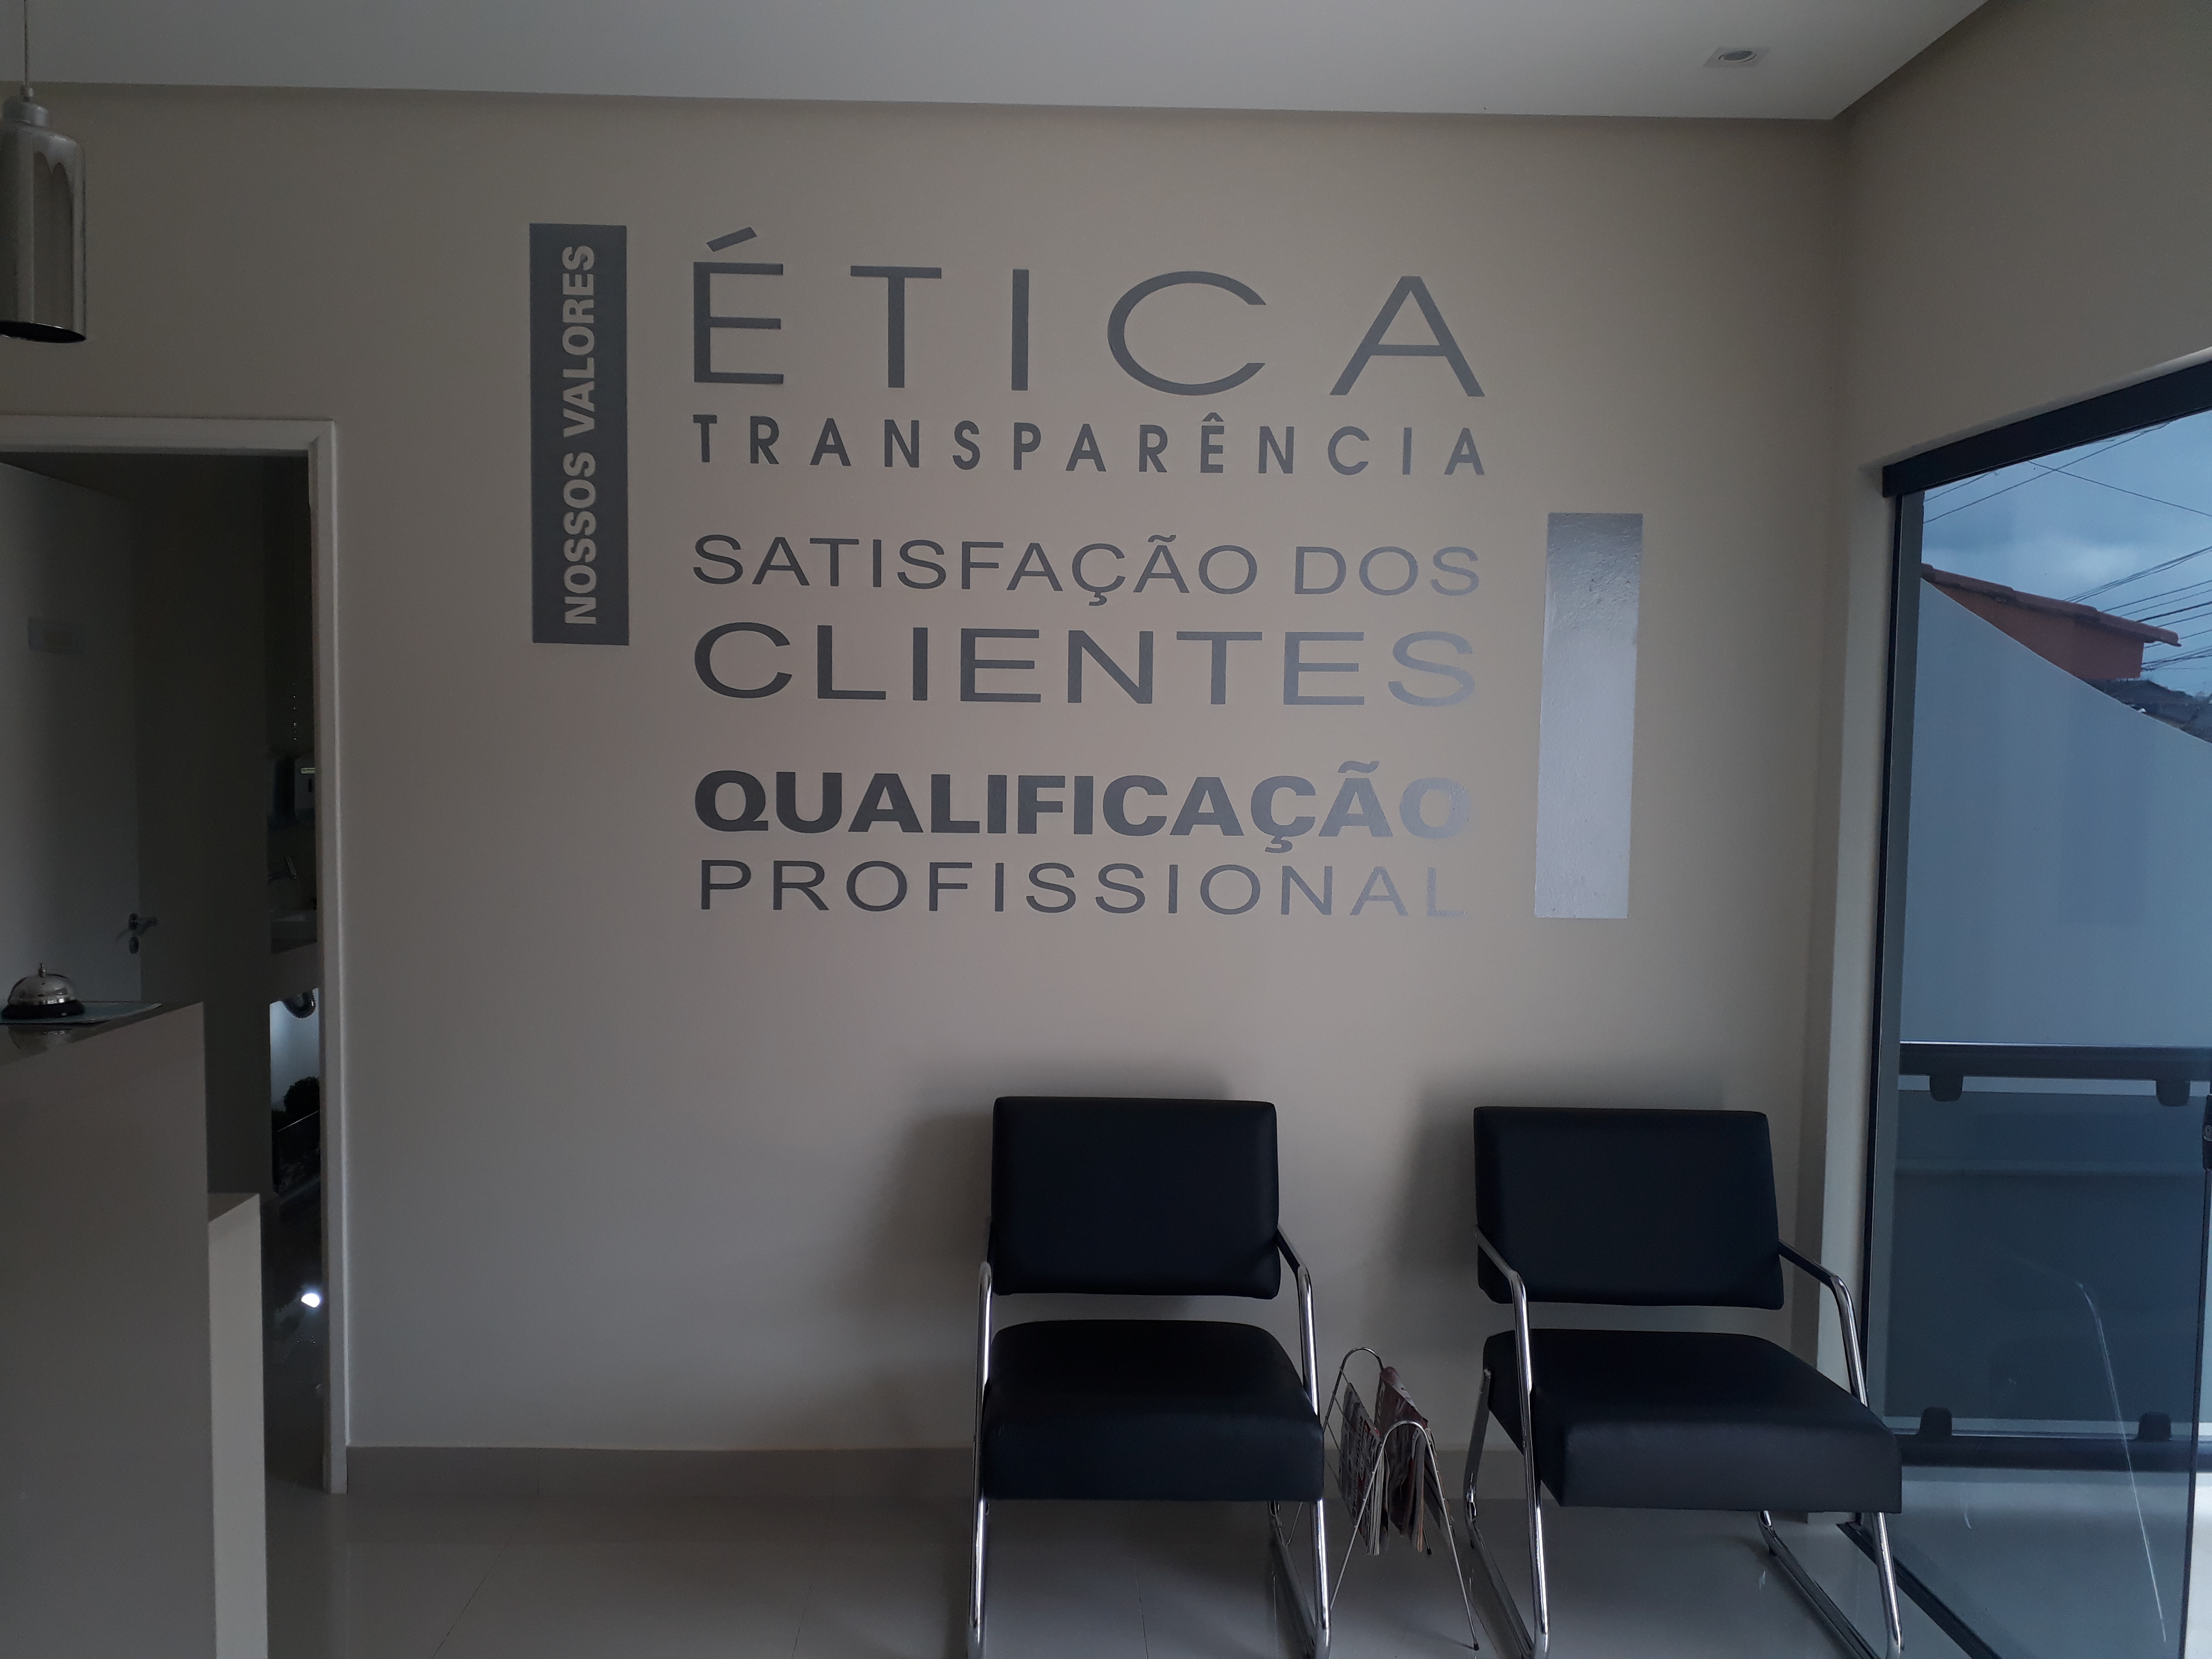 NOSSOS VALORES
ÉTICA
TRANSPARÊNCIA
SATISFAÇÃO DOS
CLIENTES
QUALIFICAÇÃO
PROFISSIONAL